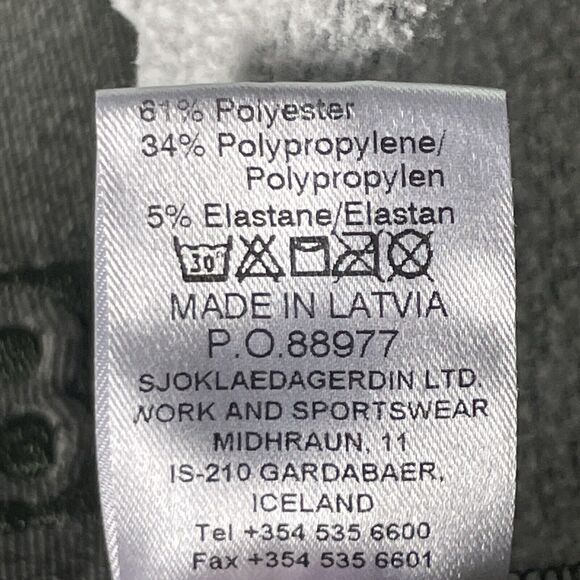 61% Polyester
34% Polypropylene/
Polypropylen
5% Elastane/Elastan
30°
MADE IN LATVIA
P.O.88977
SJOKLAEDAGERDIN LTD.
WORK AND SPORTSWEAR
MIDHRAUN, 11
IS-210 GARDABAER,
ICELAND
Tel +354 535 6600
Fax +354 535 6601